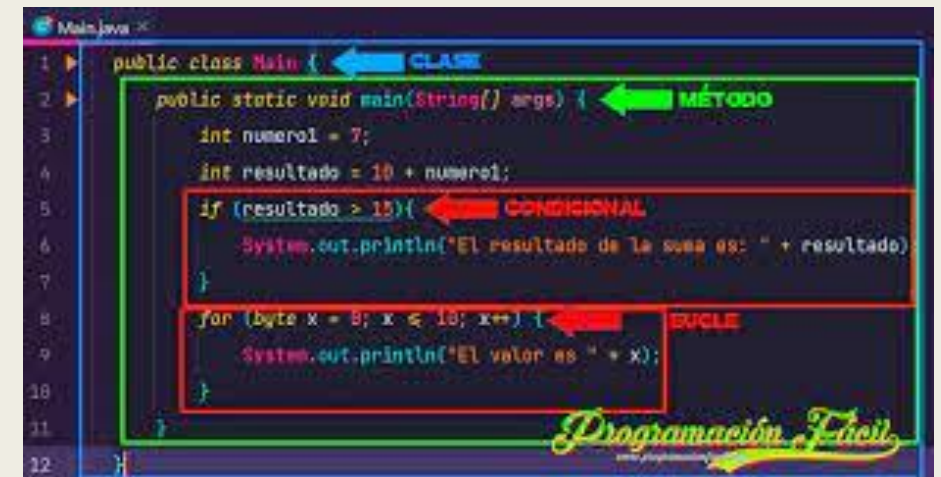 Main.java ×
1 public class Main { CLASE
2 public static void main(String[] args) { MÉTODO
3 int numero1 = 7;
4 int resultado = 10 + numero1;
5 if (resultado > 15){ CONDICIONAL
6 System.out.println("El resultado de la suma es: " + resultado)
7 }
8 for (byte x = 0; x ≤ 10; x++) { BUCLE
9 System.out.println("El valor es " + x);
10 }
11 }
12 }
Programación Fácil